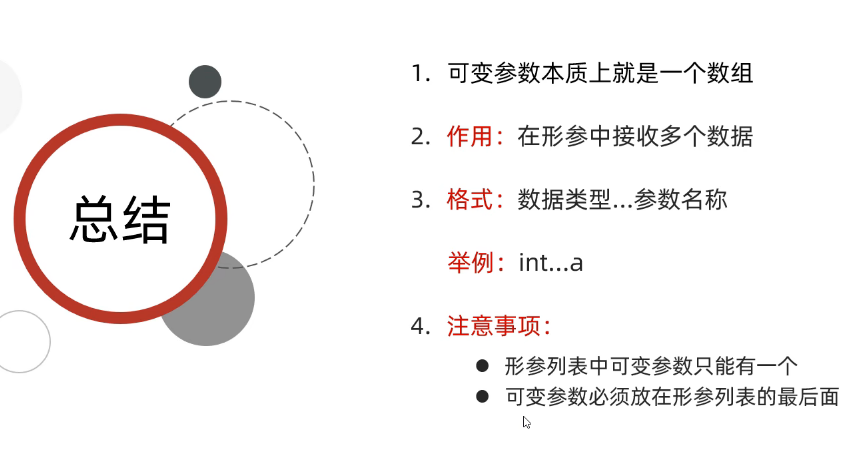 总结
1. 可变参数本质上就是一个数组
2. 作用：在形参中接收多个数据
3. 格式：数据类型...参数名称
举例：int...a
4. 注意事项：
● 形参列表中可变参数只能有一个
● 可变参数必须放在形参列表的最后面